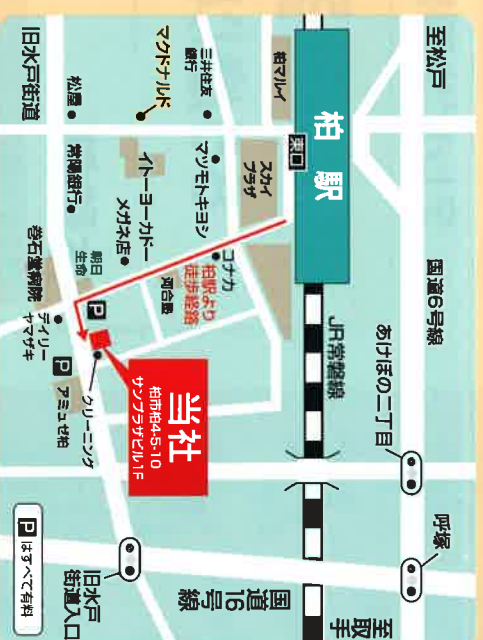 至松戸
国道6号線
あけぼの二丁目
呼塚
至取手
柏マルイ
柏駅
東口
JR常磐線
スカイ
プラザ
国道16号線
三井住友
銀行
マクドナルド
マツモトキヨシ
コナカ
柏駅より
徒歩経路
河合塾
イトーヨーカドー
メガネ店
当社
柏市柏4-5-10
サンプラザビル1F
松屋
常陽銀行
朝日
生命
P
クリーニング
旧水戸街道
巻石堂病院
デイリー
ヤマザキ
P
アミュゼ柏
旧水戸
街道入口
Pはすべて有料